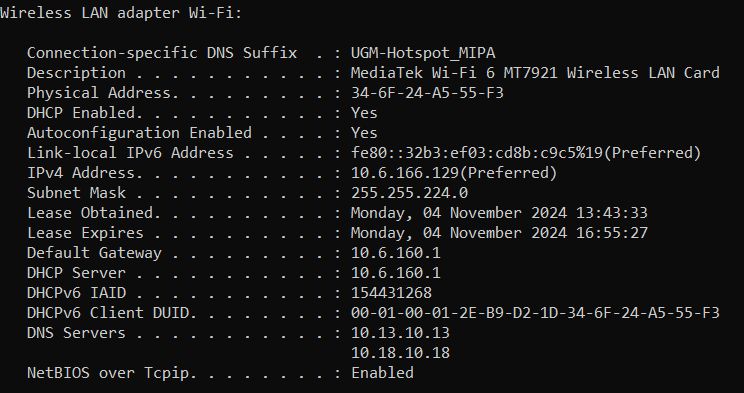 Wireless LAN adapter Wi-Fi:
Connection-specific DNS Suffix  . : UGM-Hotspot_MIPA
Description . . . . . . . . . . . : MediaTek Wi-Fi 6 MT7921 Wireless LAN Card
Physical Address. . . . . . . . . : 34-6F-24-A5-55-F3
DHCP Enabled. . . . . . . . . . . : Yes
Autoconfiguration Enabled . . . . : Yes
Link-local IPv6 Address . . . . . : fe80::32b3:ef03:cd8b:c9c5%19(Preferred)
IPv4 Address. . . . . . . . . . . : 10.6.166.129(Preferred)
Subnet Mask . . . . . . . . . . . : 255.255.224.0
Lease Obtained. . . . . . . . . . : Monday, 04 November 2024 13:43:33
Lease Expires . . . . . . . . . . : Monday, 04 November 2024 16:55:27
Default Gateway . . . . . . . . . : 10.6.160.1
DHCP Server . . . . . . . . . . . : 10.6.160.1
DHCPv6 IAID . . . . . . . . . . . : 154431268
DHCPv6 Client DUID. . . . . . . . : 00-01-00-01-2E-B9-D2-1D-34-6F-24-A5-55-F3
DNS Servers . . . . . . . . . . . : 10.13.10.13
10.18.10.18
NetBIOS over Tcpip. . . . . . . . : Enabled